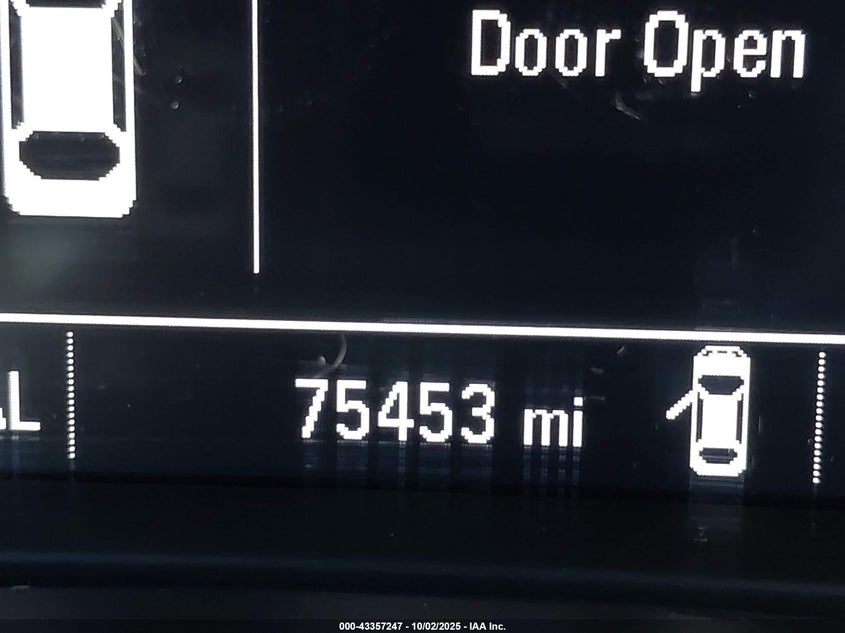 Door Open
75453 mi
000-43357247 - 10/02/2025 - IAA Inc.